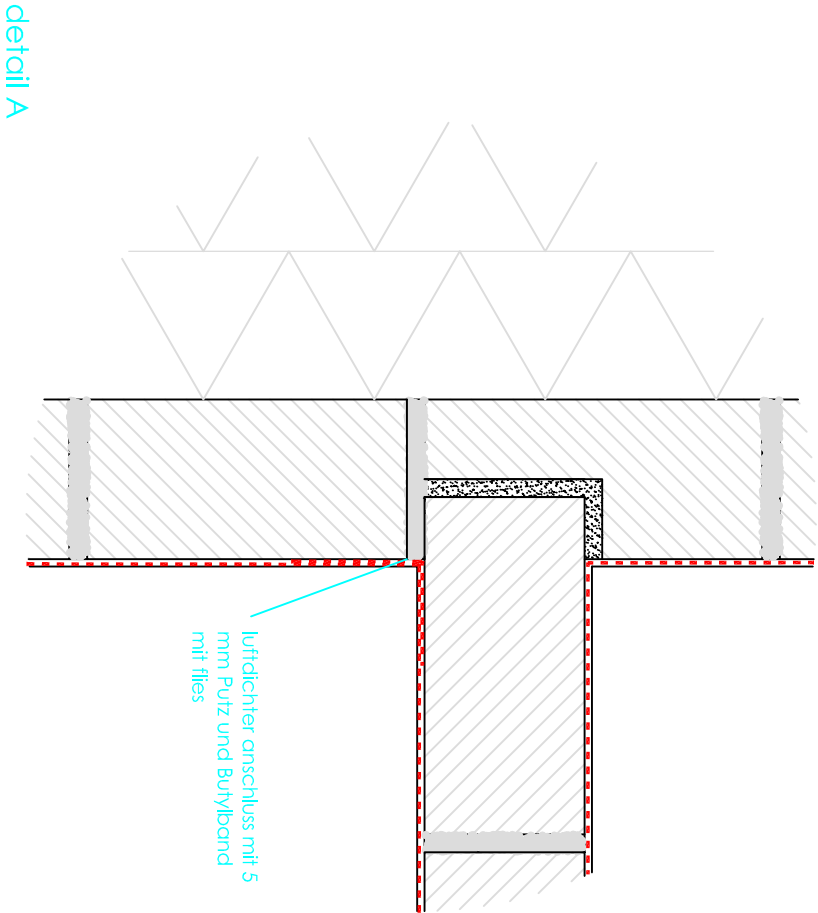 detail A
luftdichter anschluss mit 5
mm Putz und Butylband
mit flies